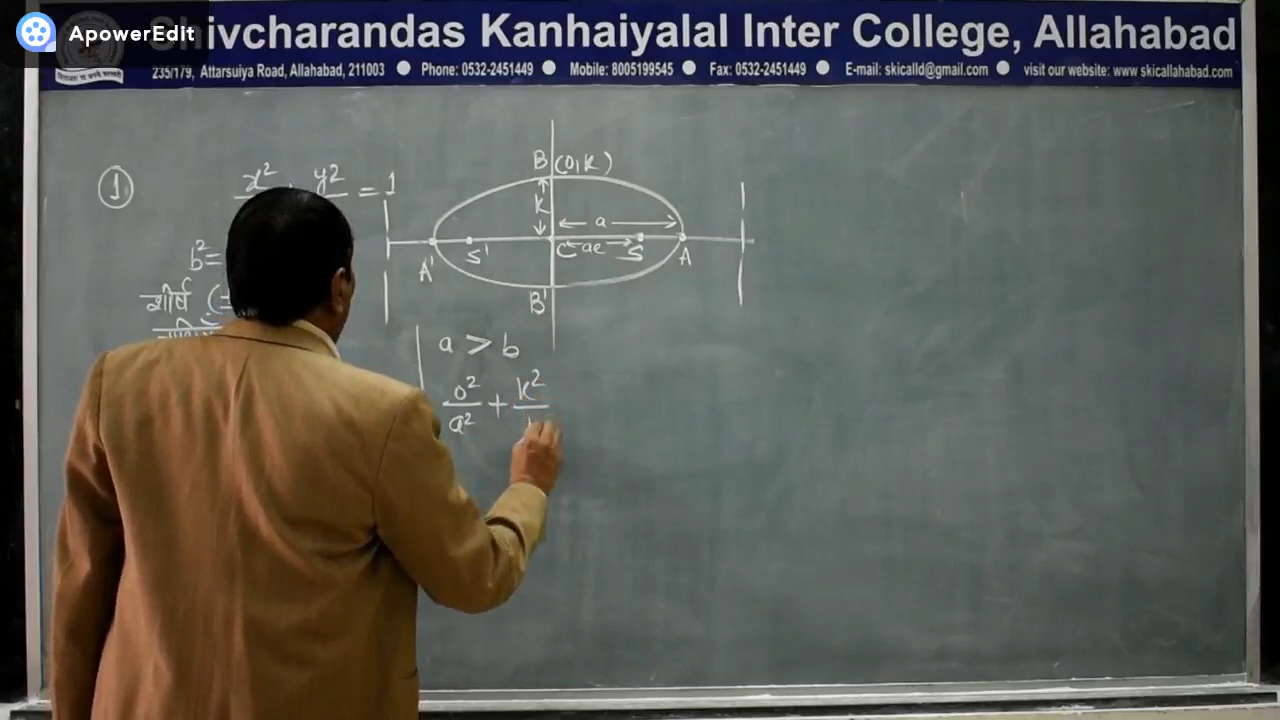 ApowerEdit
Shivcharandas Kanhaiyalal Inter College, Allahabad
235/179, Attarsuiya Road, Allahabad, 211003 ● Phone: 0532-2451449 ● Mobile: 8005199545 ● Fax: 0532-2451449 ● E-mail: skicalld@gmail.com ● visit our website: www.skicallahabad.com
① x² y² = 1
B (0, k)
k a
A' S' C ae S A
B'
b² =
शीर्ष (±
a > b
0²/a² + k²/